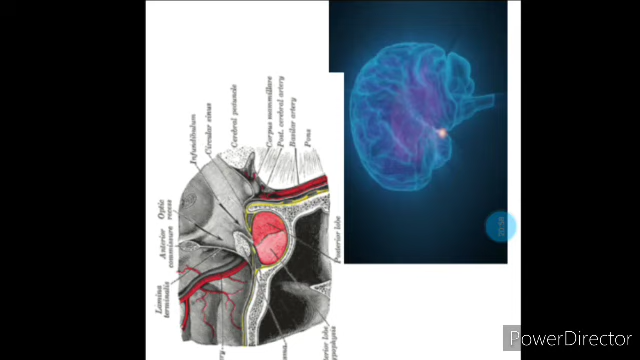 Infundibulum
Circular sinus
Cerebral peduncle
Corpus mammillare
Post. cerebral artery
Basilar artery
Pons
Optic
recess
Anterior
commissure
Lamina
terminalis
Posterior lobe
PowerDirector